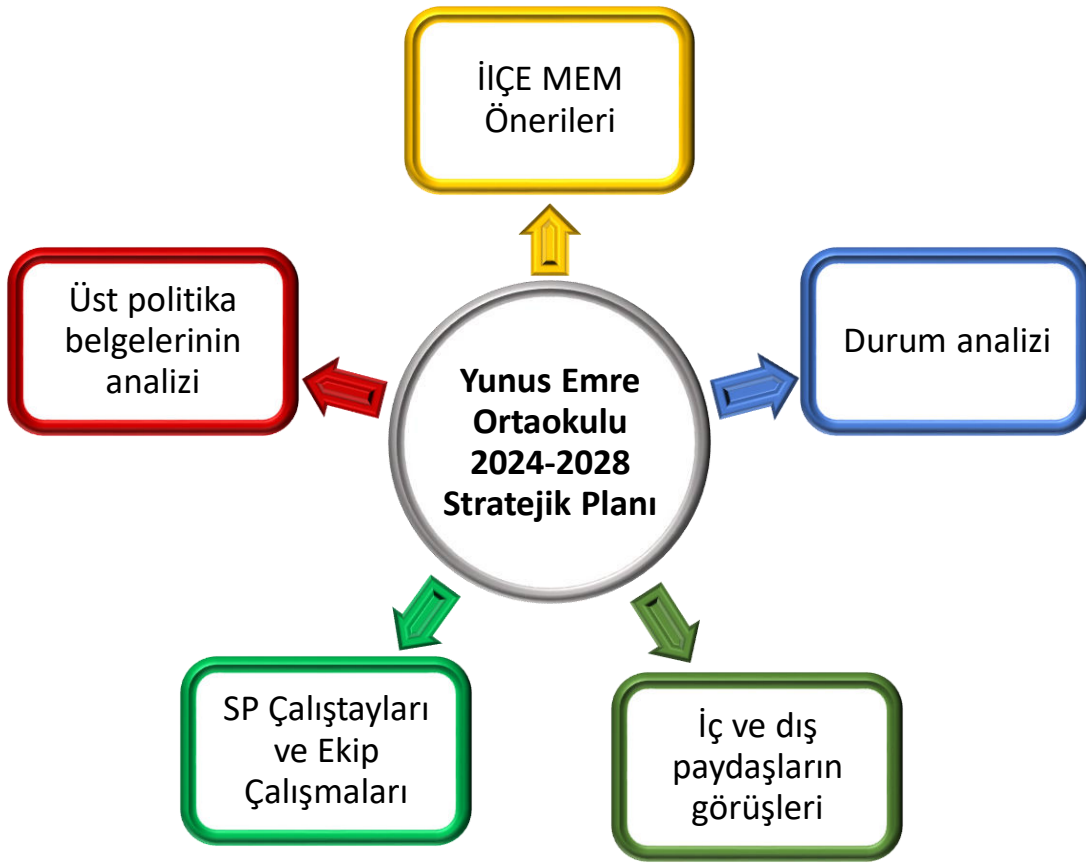 İlÇE MEM
Önerileri
Üst politika
belgelerinin
analizi
Durum analizi
Yunus Emre
Ortaokulu
2024-2028
Stratejik Planı
SP Çalıştayları
ve Ekip
Çalışmaları
İç ve dış
paydaşların
görüşleri